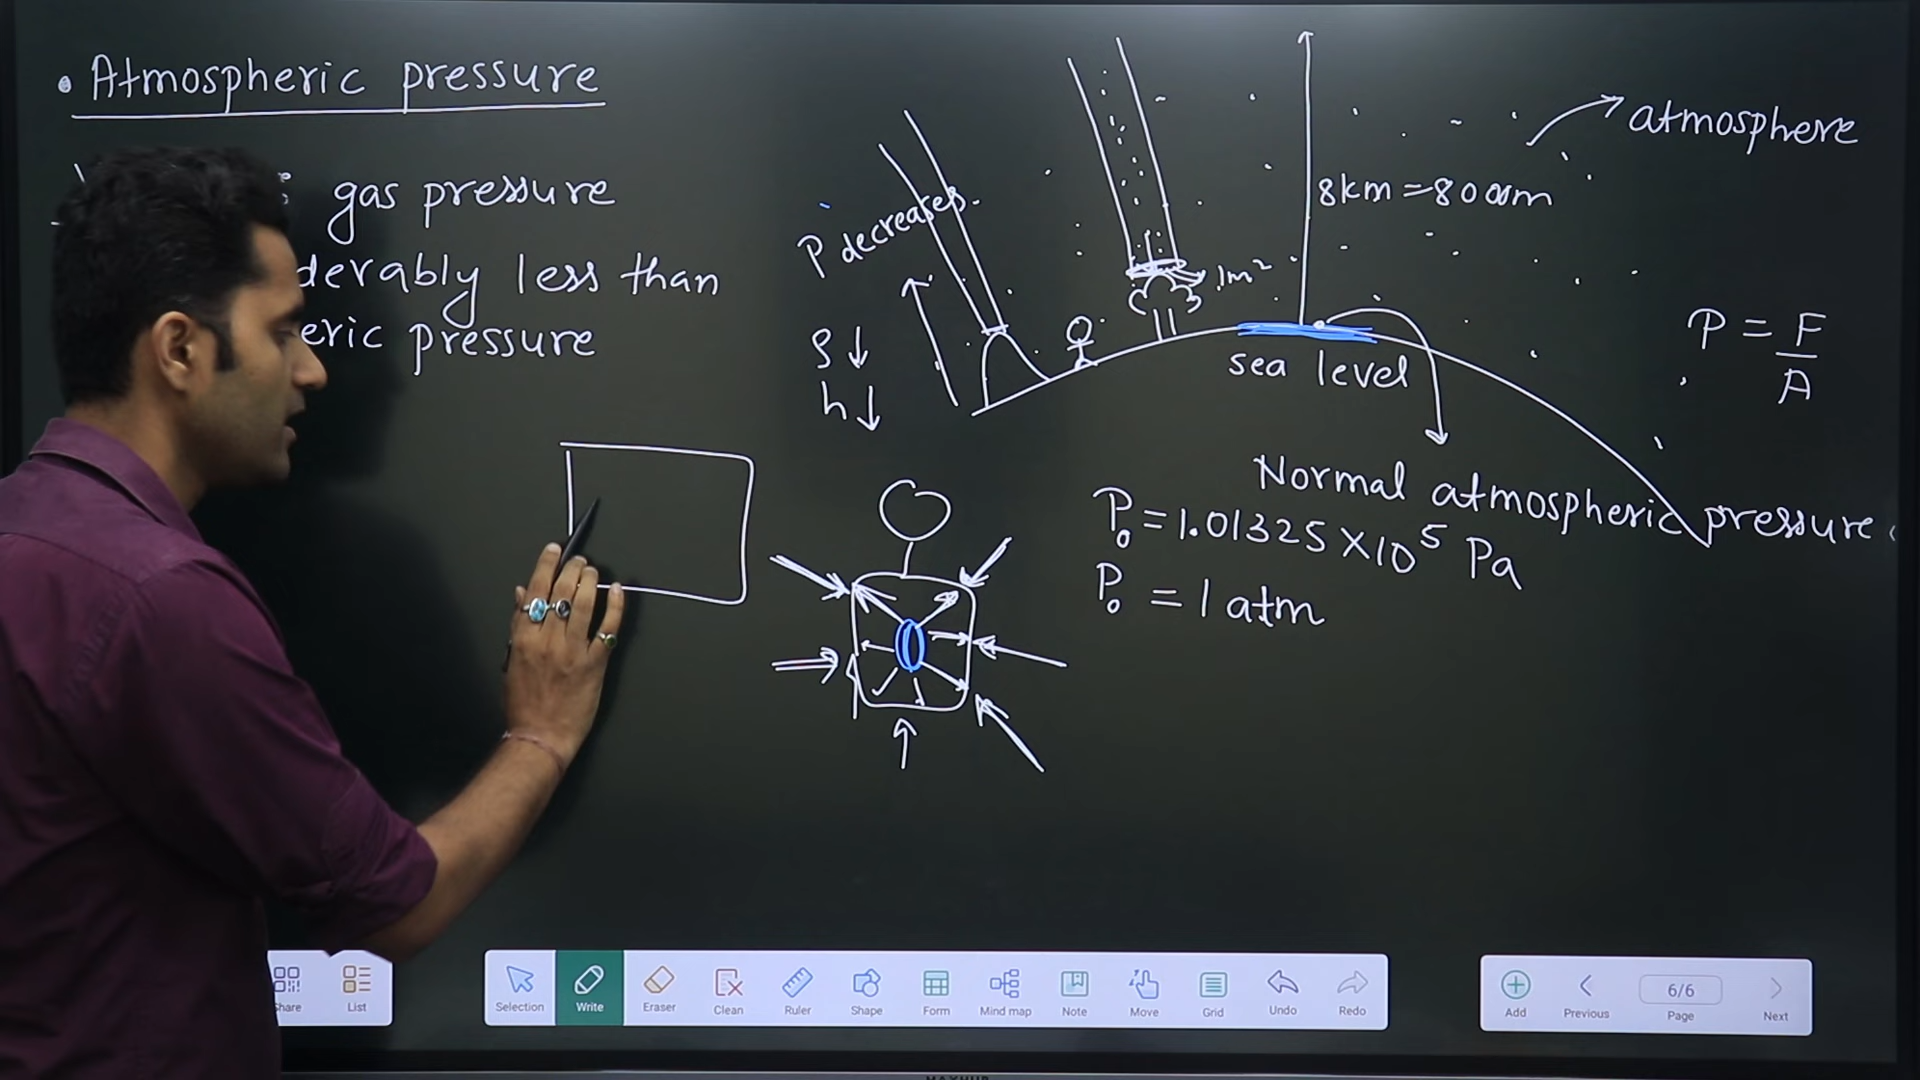 • Atmospheric pressure
gas pressure
derably less than
eric pressure
P decreases
ρ ↓
h ↓
1m²
8km = 8000m
atmosphere
sea level
P = F/A
Normal atmospheric pressure
P₀ = 1.01325 × 10⁵ Pa
P₀ = 1 atm
Share
List
Selection
Write
Eraser
Clean
Ruler
Shape
Form
Mind map
Note
Move
Grid
Undo
Redo
Add
Previous
6/6
Page
Next